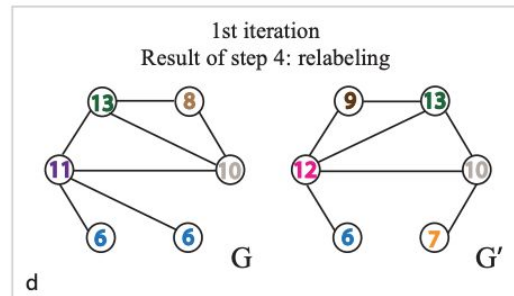 1st iteration
Result of step 4: relabeling
13 8 9 13
11 10 12 10
6 6 G 6 7 G′
d